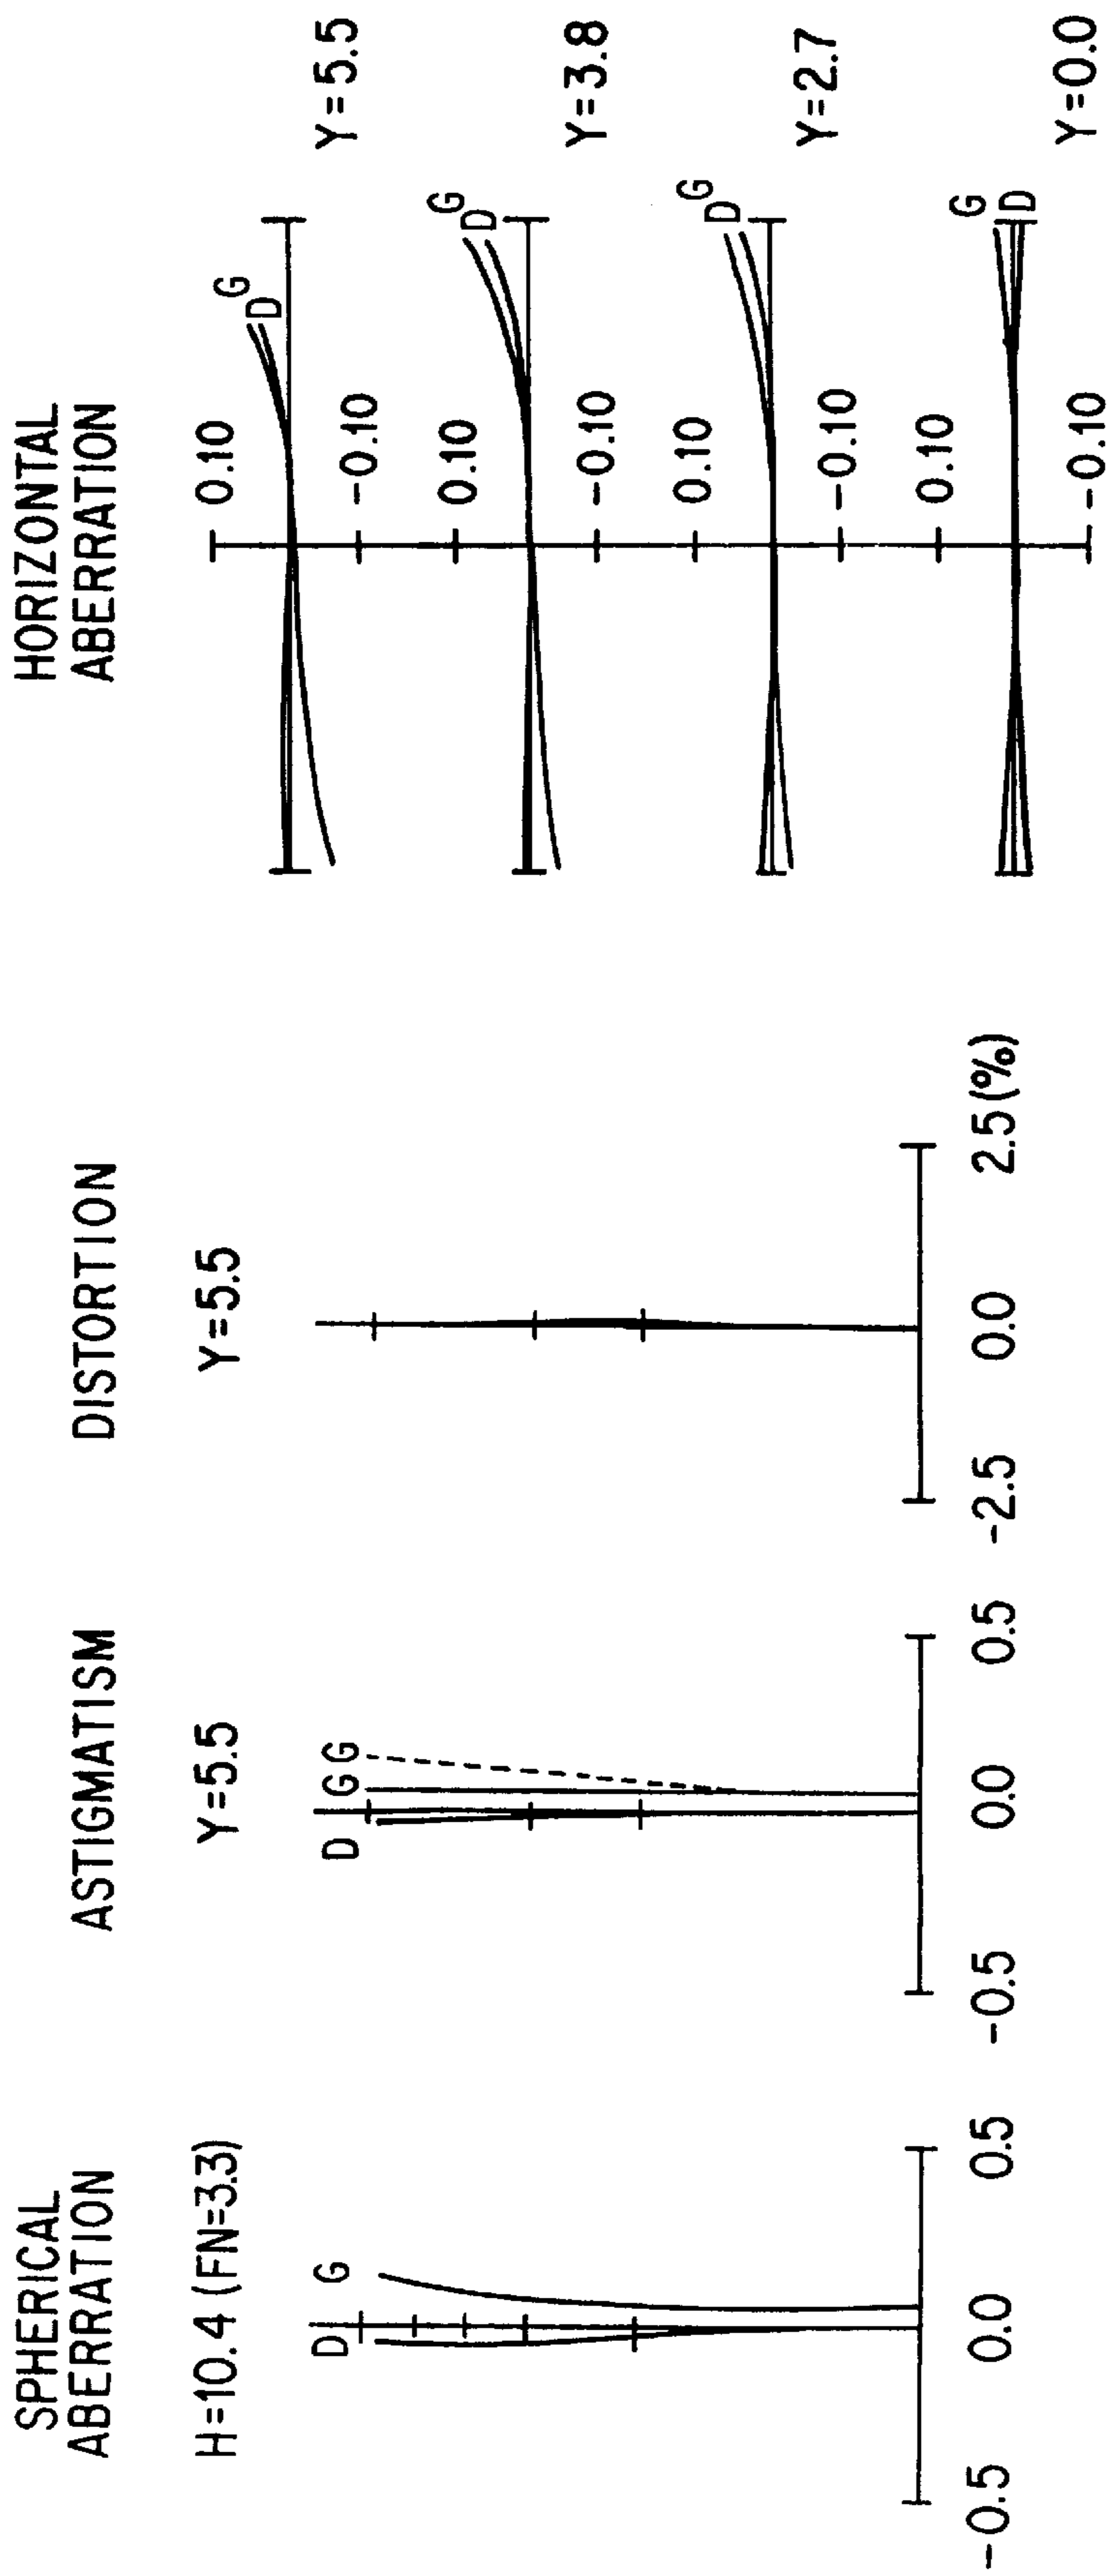 SPHERICAL
ABERRATION
H=10.4 (FN=3.3)
D G
-0.5 0.0 0.5
ASTIGMATISM
Y=5.5
D G G
-0.5 0.0 0.5
DISTORTION
Y=5.5
-2.5 0.0 2.5(%)
HORIZONTAL
ABERRATION
0.10
D G
Y=5.5
-0.10
0.10
G D
Y=3.8
-0.10
0.10
D G
Y=2.7
-0.10
0.10
G D
Y=0.0
-0.10